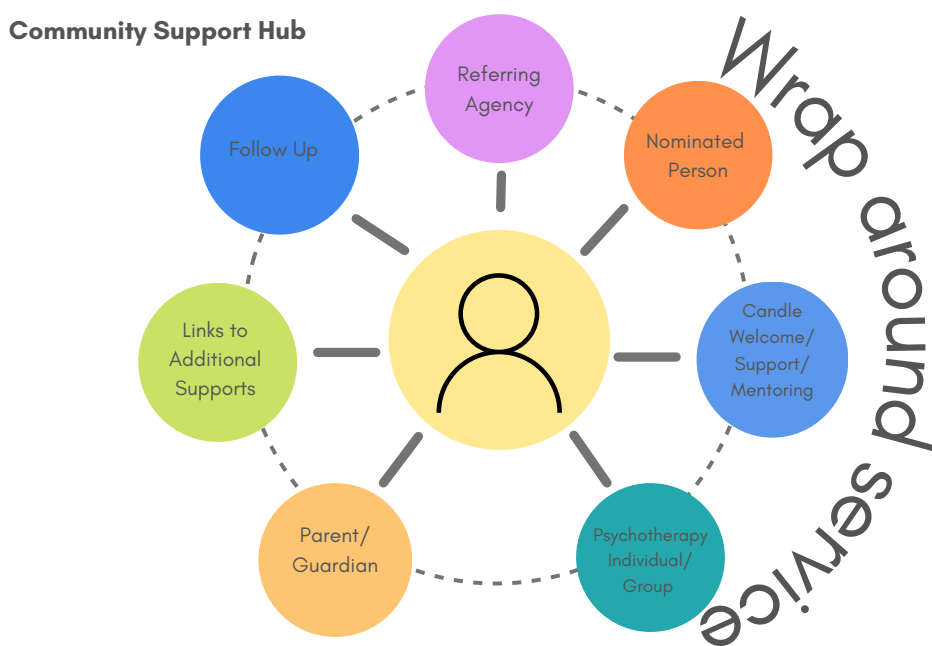 Community Support Hub
Wrap around service
Referring
Agency
Nominated
Person
Candle
Welcome/
Support/
Mentoring
Psychotherapy
Individual/
Group
Parent/
Guardian
Links to
Additional
Supports
Follow Up